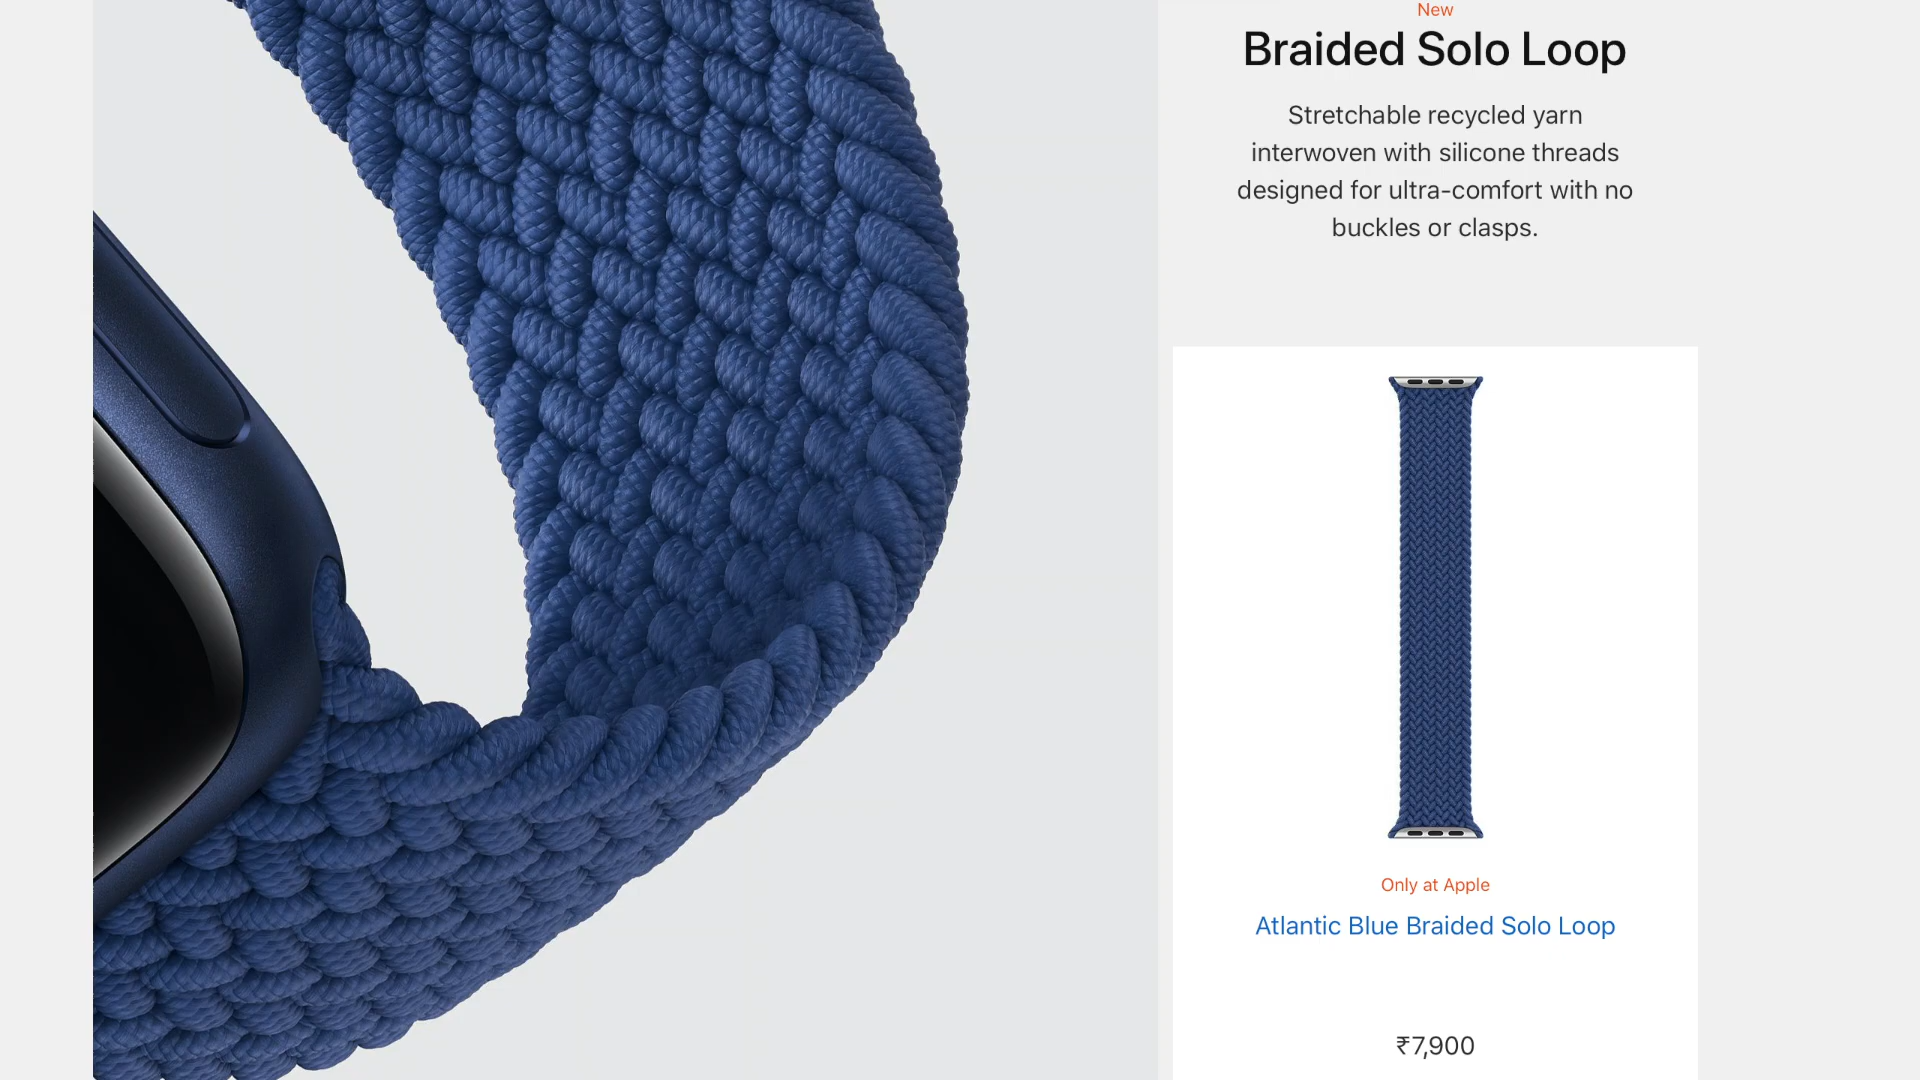 New
Braided Solo Loop
Stretchable recycled yarn
interwoven with silicone threads
designed for ultra-comfort with no
buckles or clasps.
Only at Apple
Atlantic Blue Braided Solo Loop
₹7,900